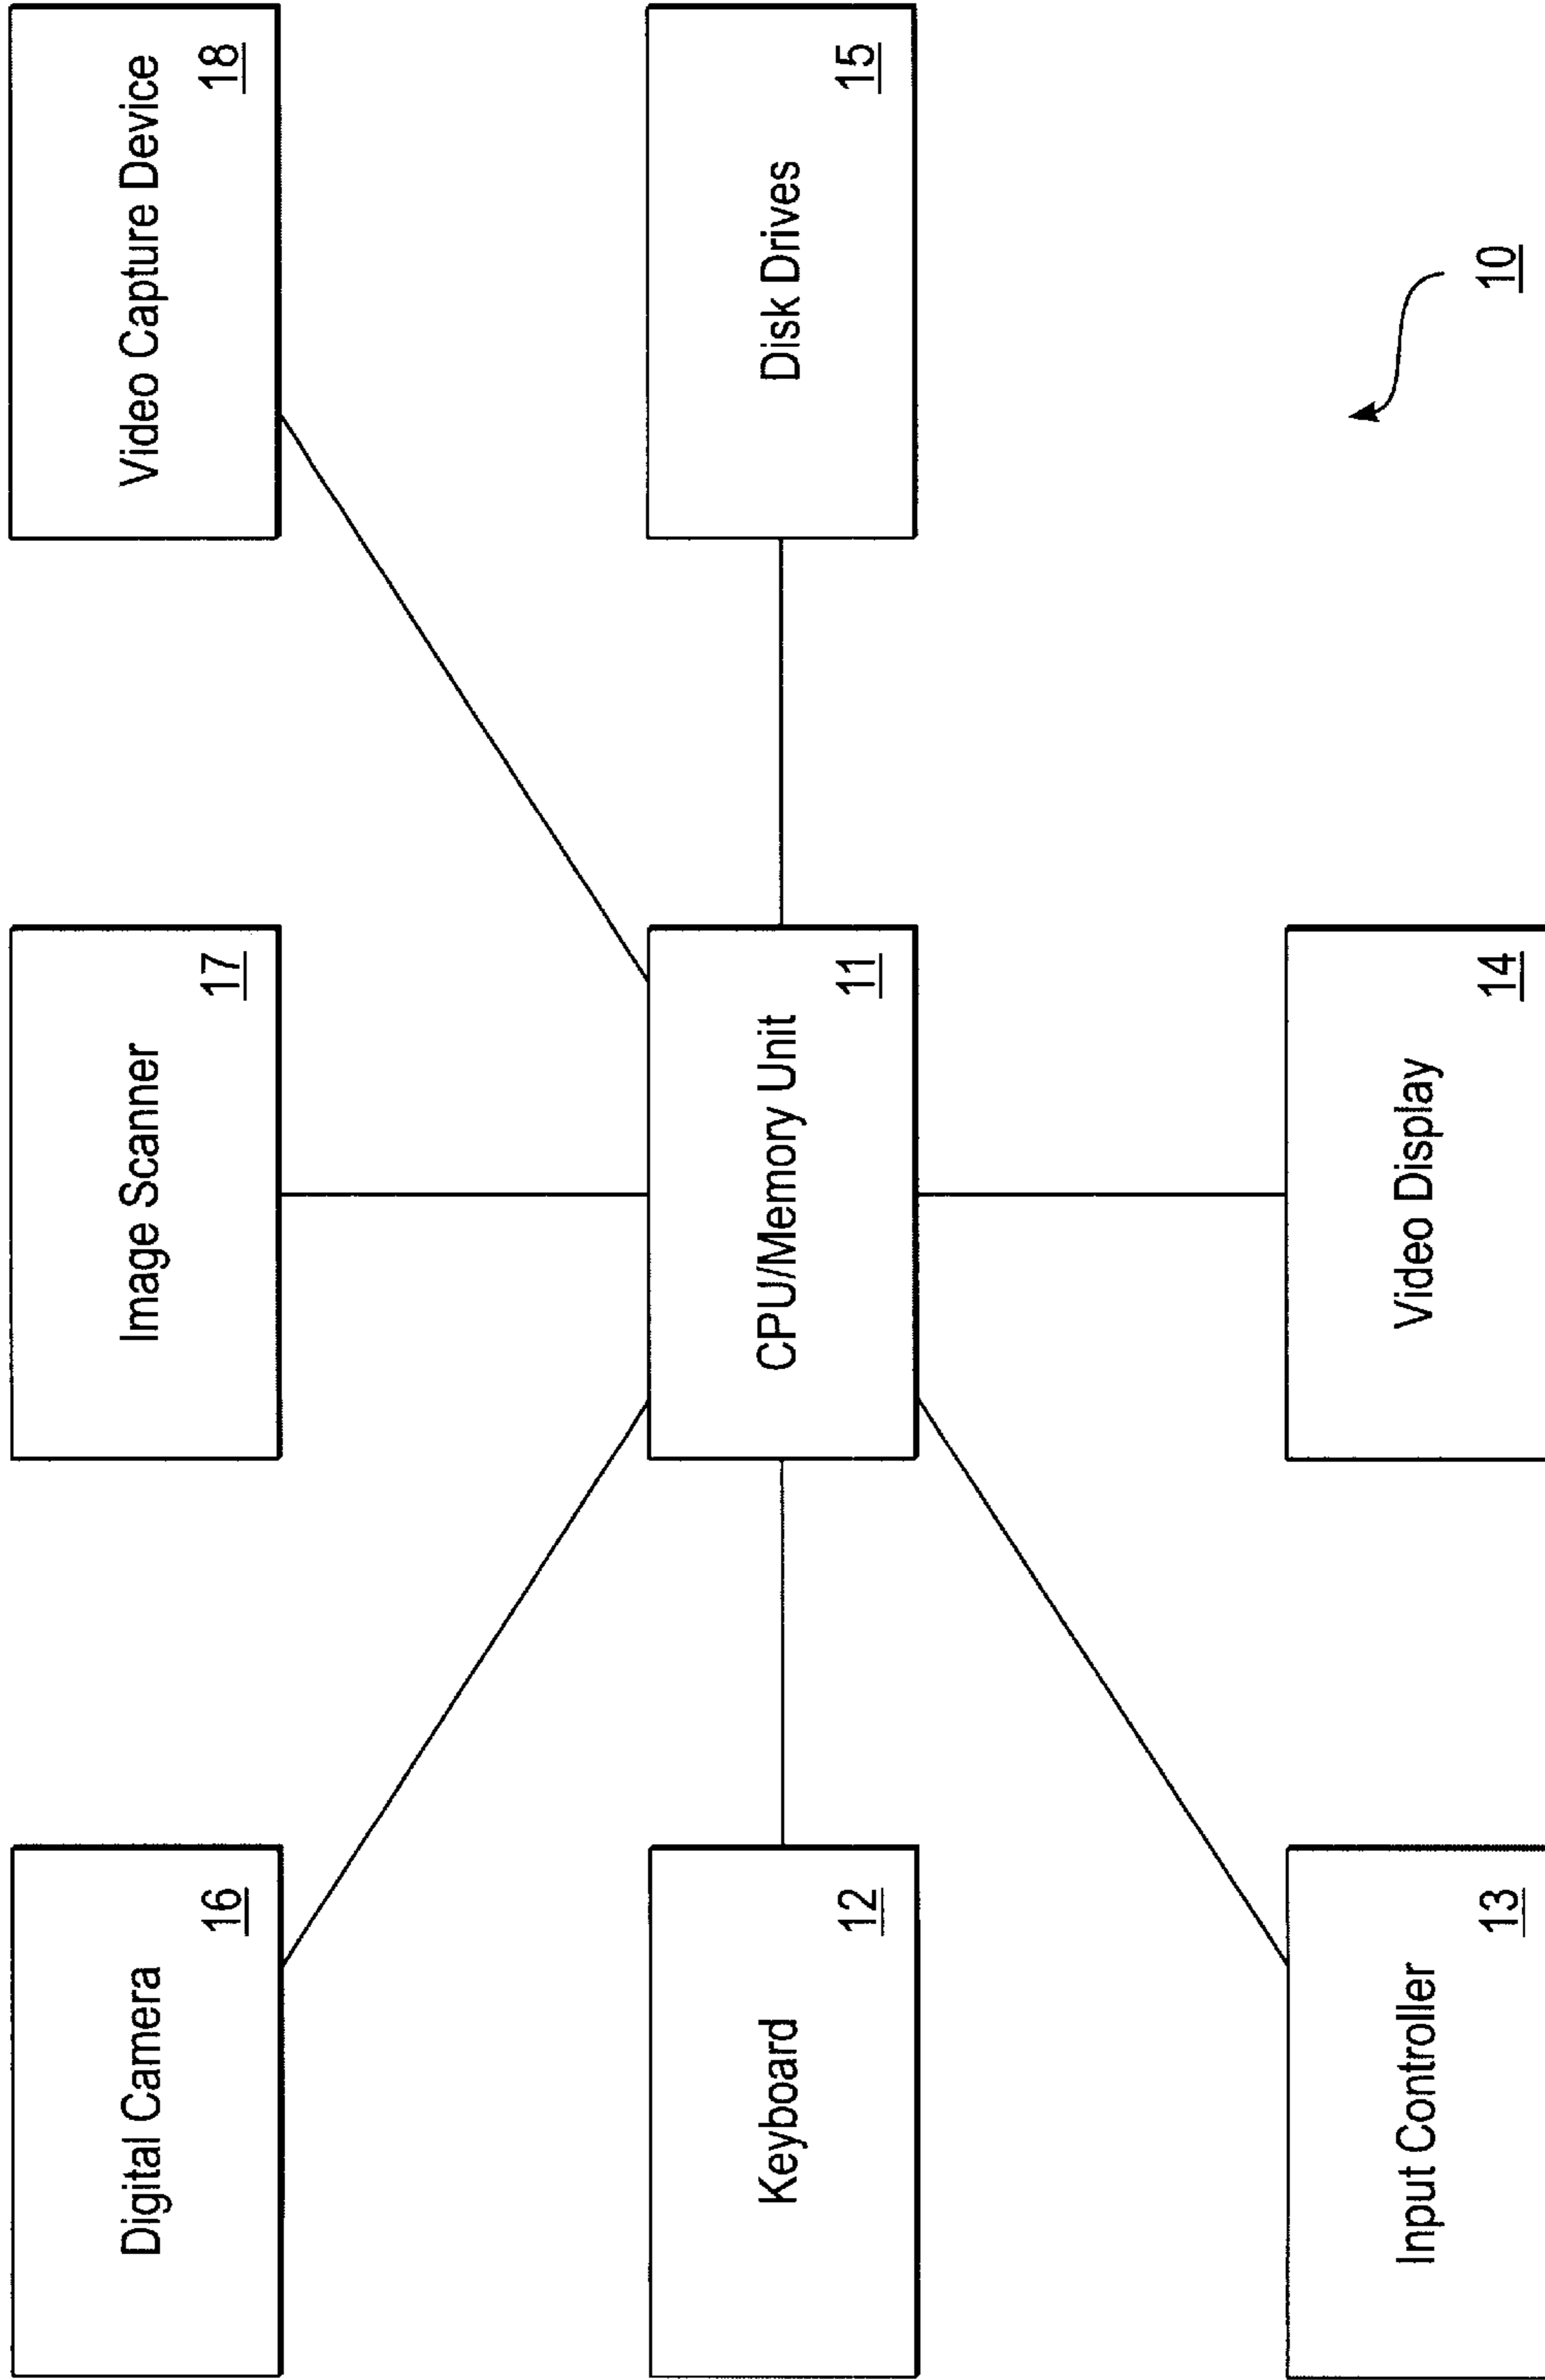 Digital Camera
16
Image Scanner
17
Video Capture Device
18
Keyboard
12
CPU/Memory Unit
11
Disk Drives
15
Input Controller
13
Video Display
14
10